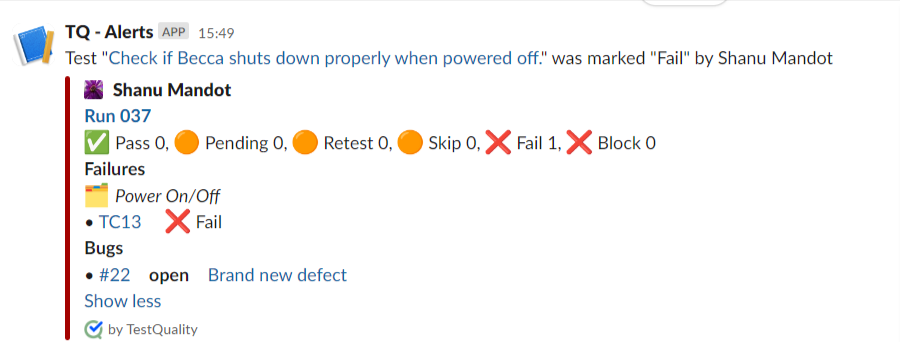 TQ - Alerts APP 15:49
Test "Check if Becca shuts down properly when powered off." was marked "Fail" by Shanu Mandot
Shanu Mandot
Run 037
✅ Pass 0, 🟠 Pending 0, 🟠 Retest 0, 🟠 Skip 0, ❌ Fail 1, ❌ Block 0
Failures
🗂️ Power On/Off
• TC13 ❌ Fail
Bugs
• #22 open Brand new defect
Show less
by TestQuality